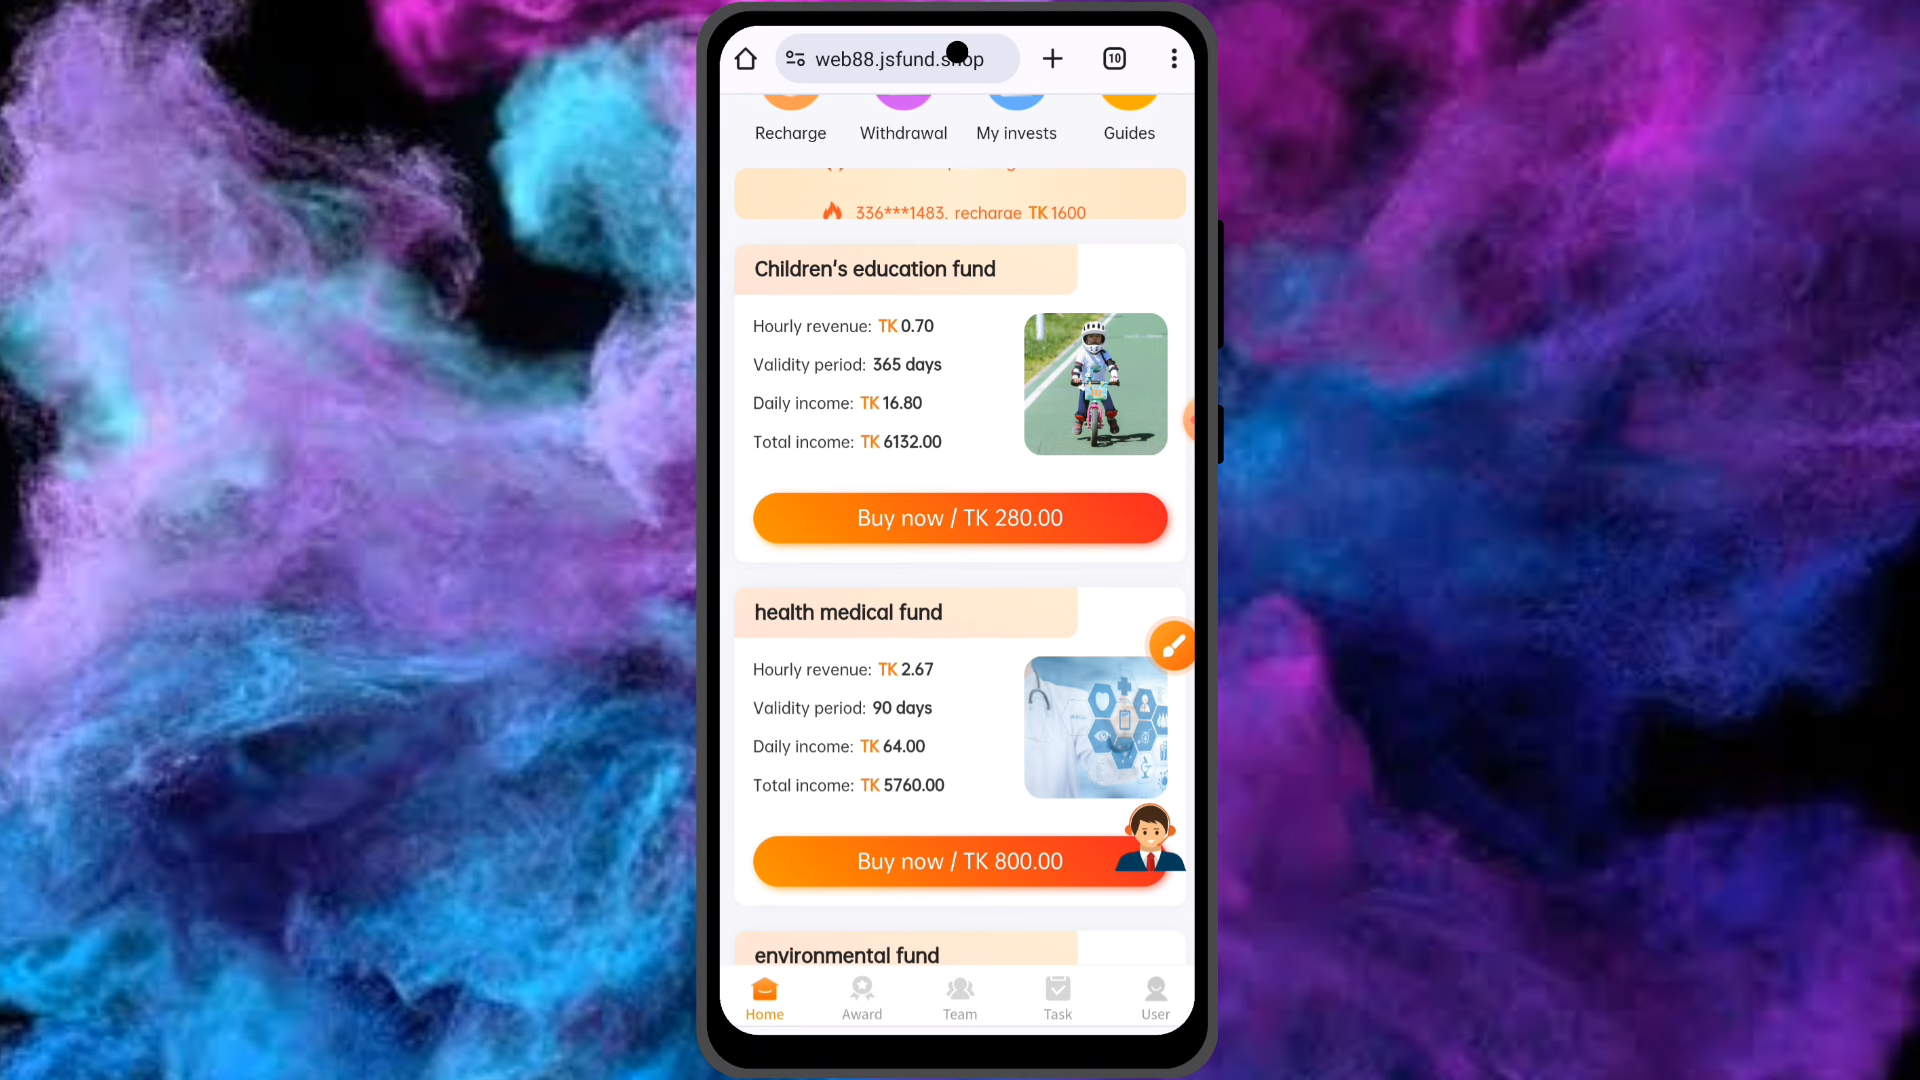 web88.jsfund.shop
10
Recharge
Withdrawal
My invests
Guides
336***1483. recharge TK 1600
Children's education fund
Hourly revenue: TK 0.70
Validity period: 365 days
Daily income: TK 16.80
Total income: TK 6132.00
Buy now / TK 280.00
health medical fund
Hourly revenue: TK 2.67
Validity period: 90 days
Daily income: TK 64.00
Total income: TK 5760.00
Buy now / TK 800.00
environmental fund
Home
Award
Team
Task
User